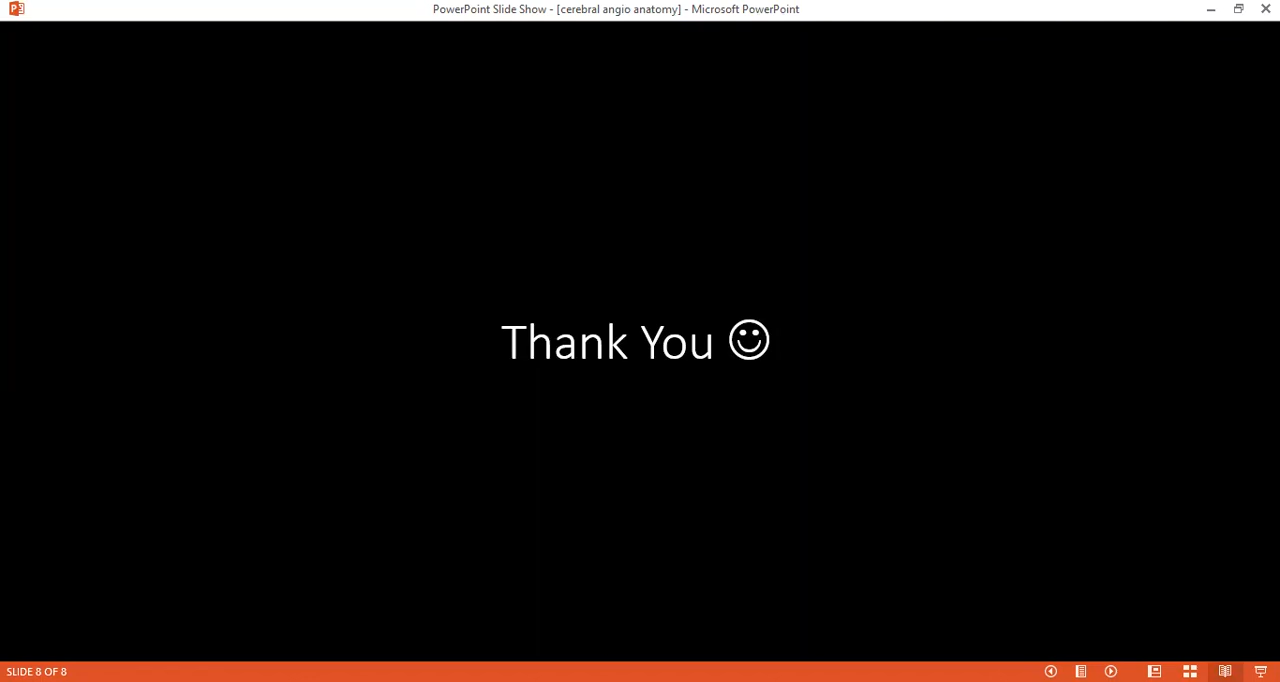 PowerPoint Slide Show - [cerebral angio anatomy] - Microsoft PowerPoint
Thank You ☺
SLIDE 8 OF 8